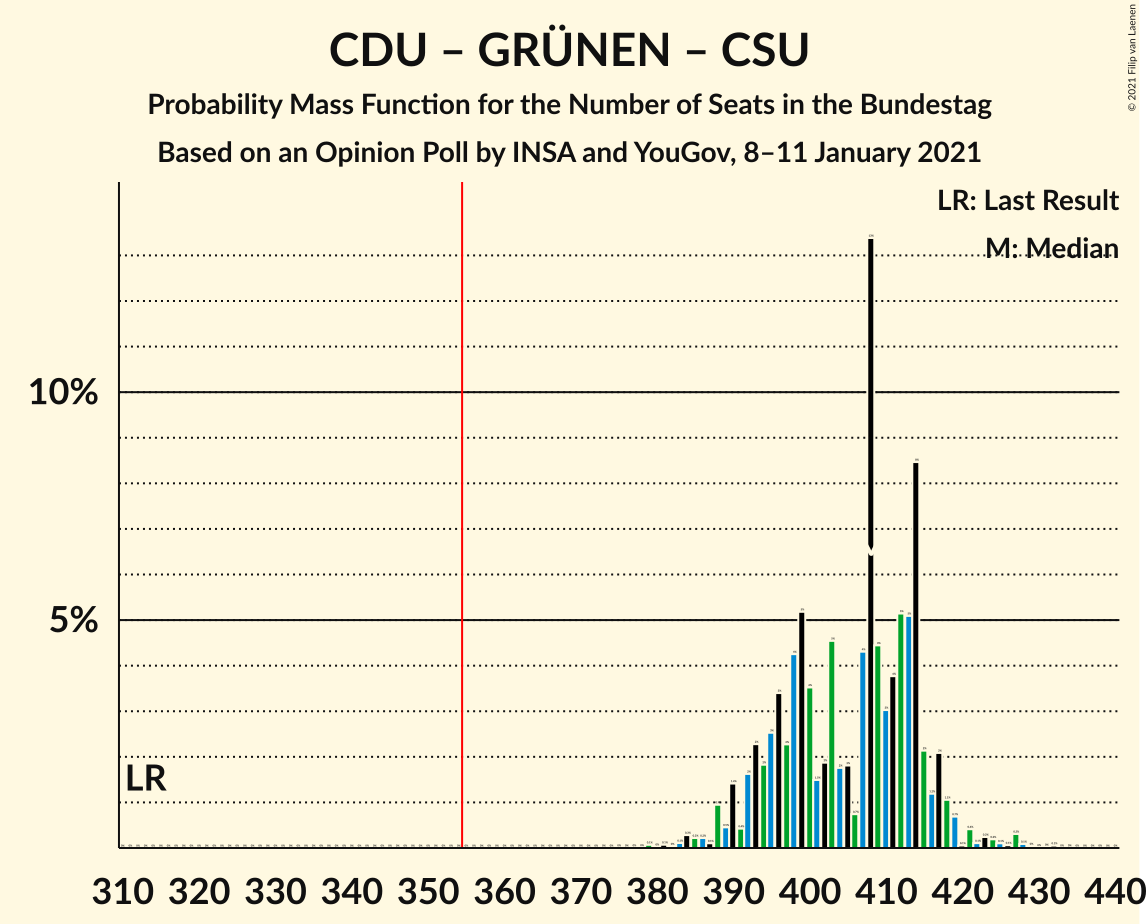 CDU – GRÜNEN – CSU
Probability Mass Function for the Number of Seats in the Bundestag
Based on an Opinion Poll by INSA and YouGov, 8–11 January 2021
© 2021 Filip van Laenen
LR: Last Result
M: Median
10%
5%
LR
310 320 330 340 350 360 370 380 390 400 410 420 430 440